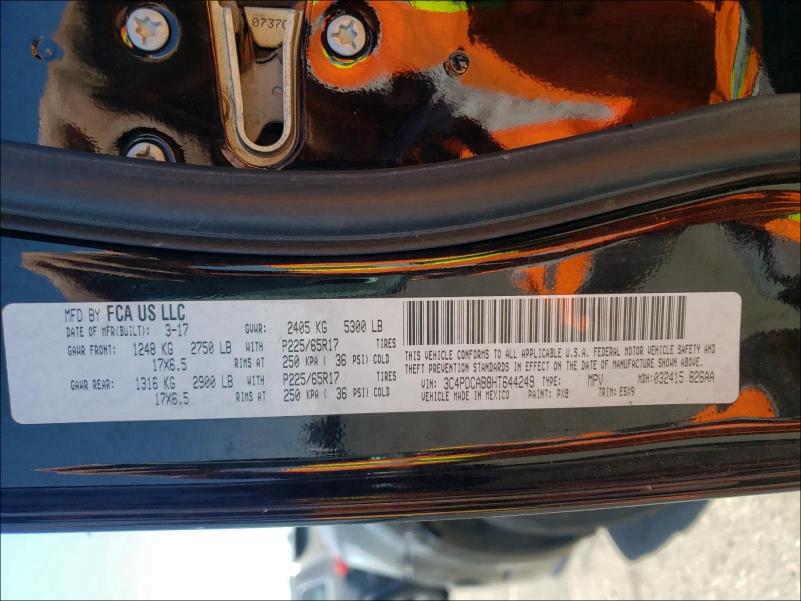 0737C
MFD BY FCA US LLC
DATE OF MFR(BUILT): 3-17 GVWR: 2405 KG 5300 LB
GAWR FRONT: 1248 KG 2750 LB WITH P225/65R17 TIRES
17X6.5 RIMS AT 250 KPA ( 36 PSI) COLD
GAWR REAR: 1316 KG 2900 LB WITH P225/65R17 TIRES
17X6.5 RIMS AT 250 KPA ( 36 PSI) COLD
THIS VEHICLE CONFORMS TO ALL APPLICABLE U.S.A. FEDERAL MOTOR VEHICLE SAFETY AND
THEFT PREVENTION STANDARDS IN EFFECT ON THE DATE OF MANUFACTURE SHOWN ABOVE.
VIN: 3C4PDCAB8HT644249 TYPE: MPV MDH: 032415 826AA
VEHICLE MADE IN MEXICO PAINT: PX8 TRIM: E5X9